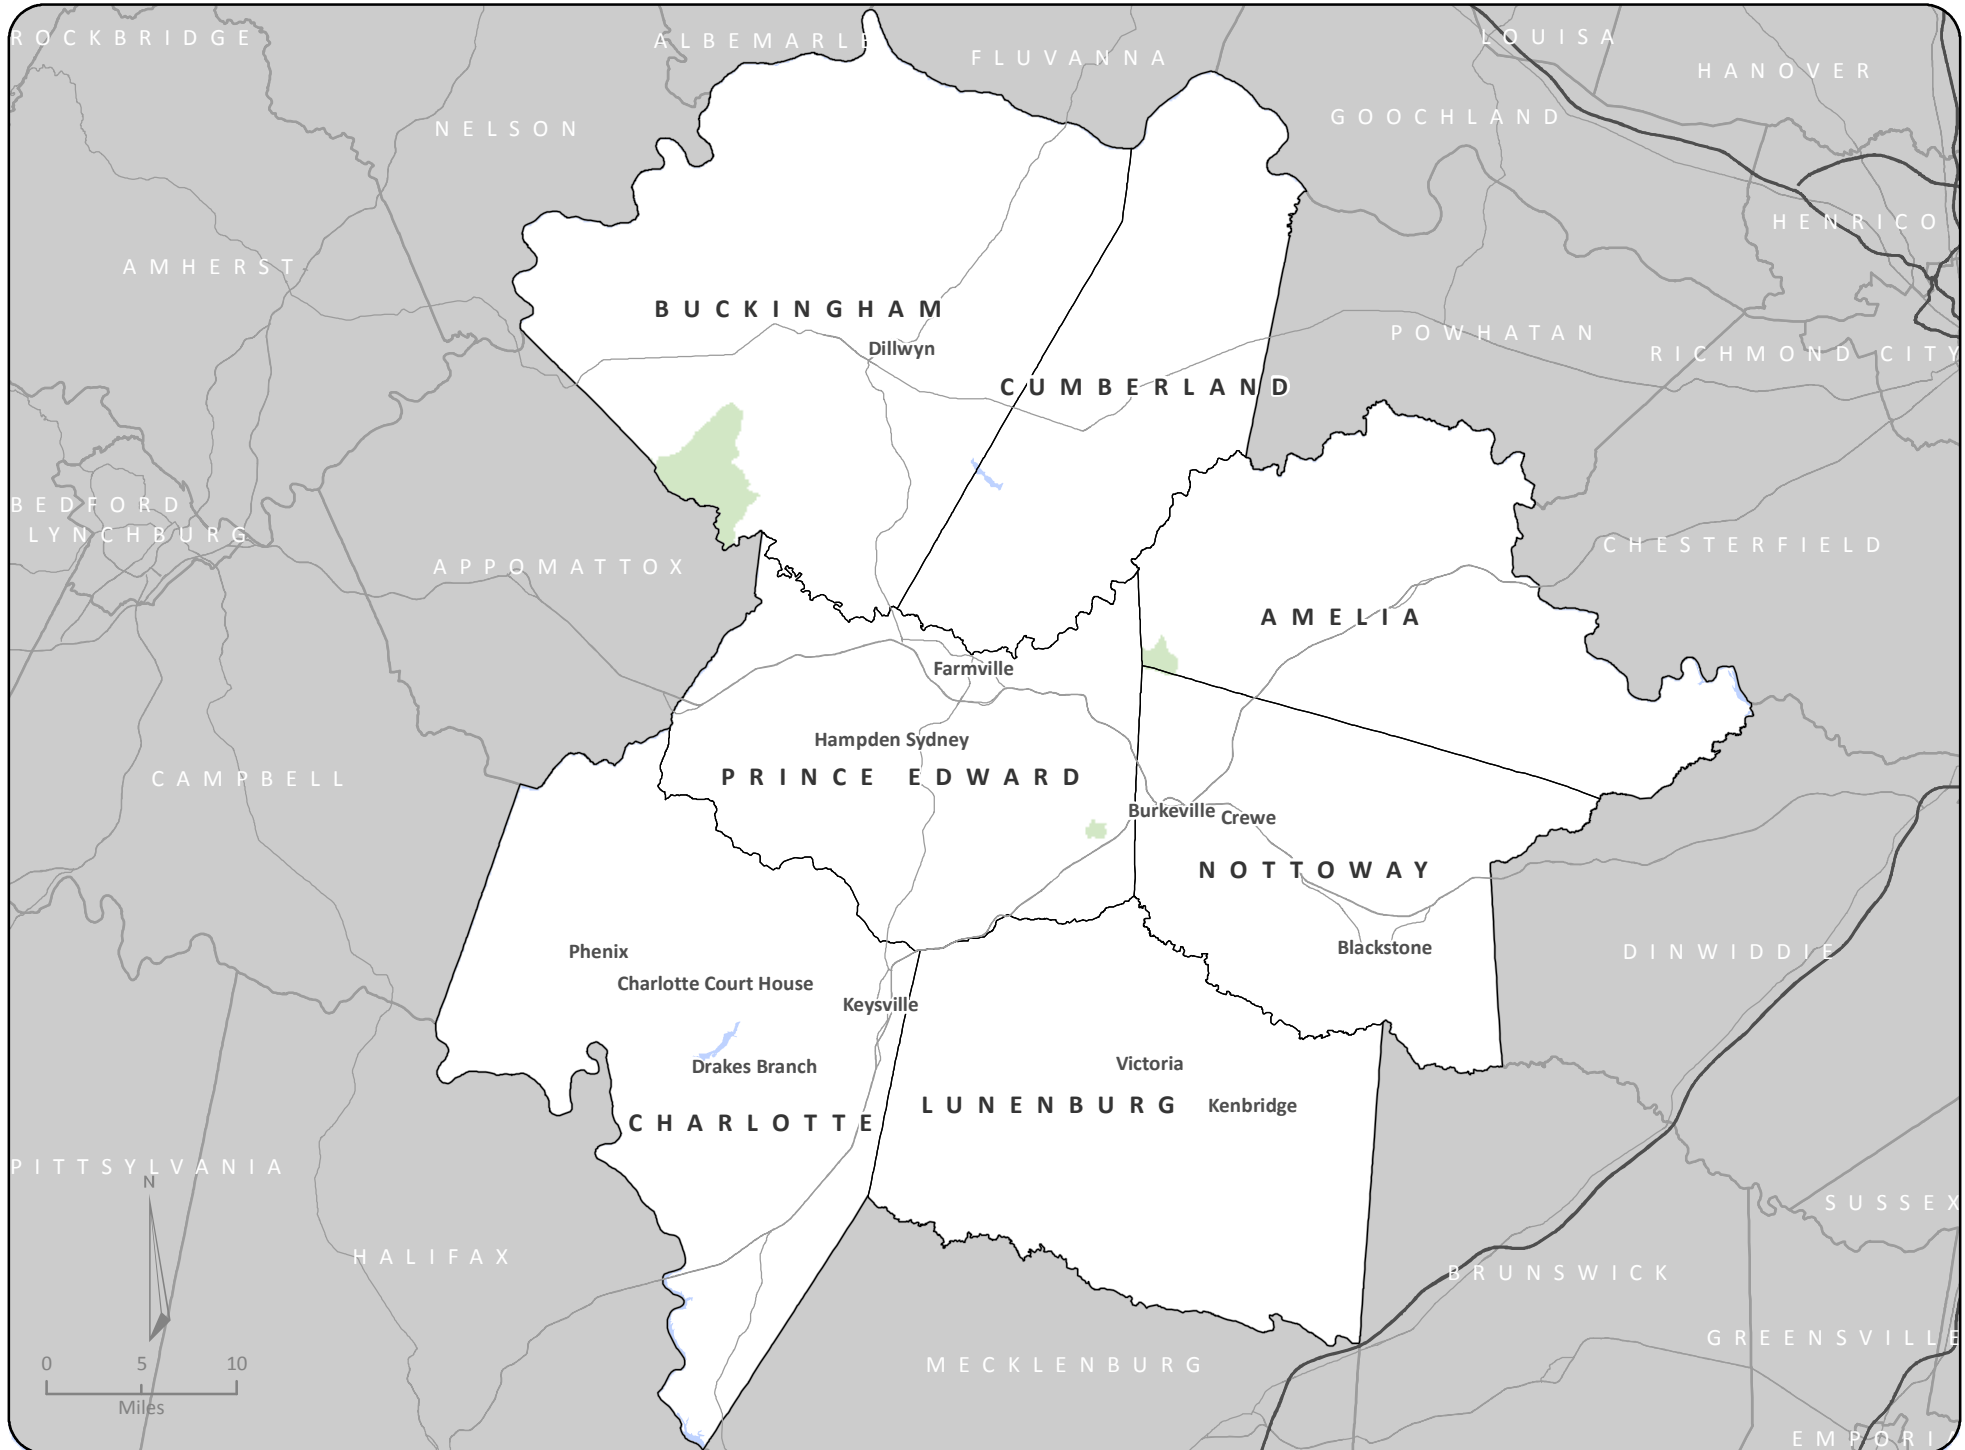 ROCKBRIDGE
ALBEMARLE
LOUISA
FLUVANNA
HANOVER
GOOCHLAND
NELSON
HENRICO
AMHERST
BUCKINGHAM
POWHATAN
Dillwyn
RICHMOND CITY
CUMBERLAND
BEDFORD
LYNCHBURG
CHESTERFIELD
APPOMATTOX
AMELIA
Farmville
Hampden Sydney
PRINCE EDWARD
CAMPBELL
Burkeville
Crewe
NOTTOWAY
Blackstone
DINWIDDIE
Phenix
Charlotte Court House
Keysville
Victoria
Drakes Branch
LUNENBURG
Kenbridge
CHARLOTTE
PITTSYLVANIA
N
SUSSEX
HALIFAX
BRUNSWICK
GREENSVILLE
MECKLENBURG
0 5 10
Miles
EMPORIA